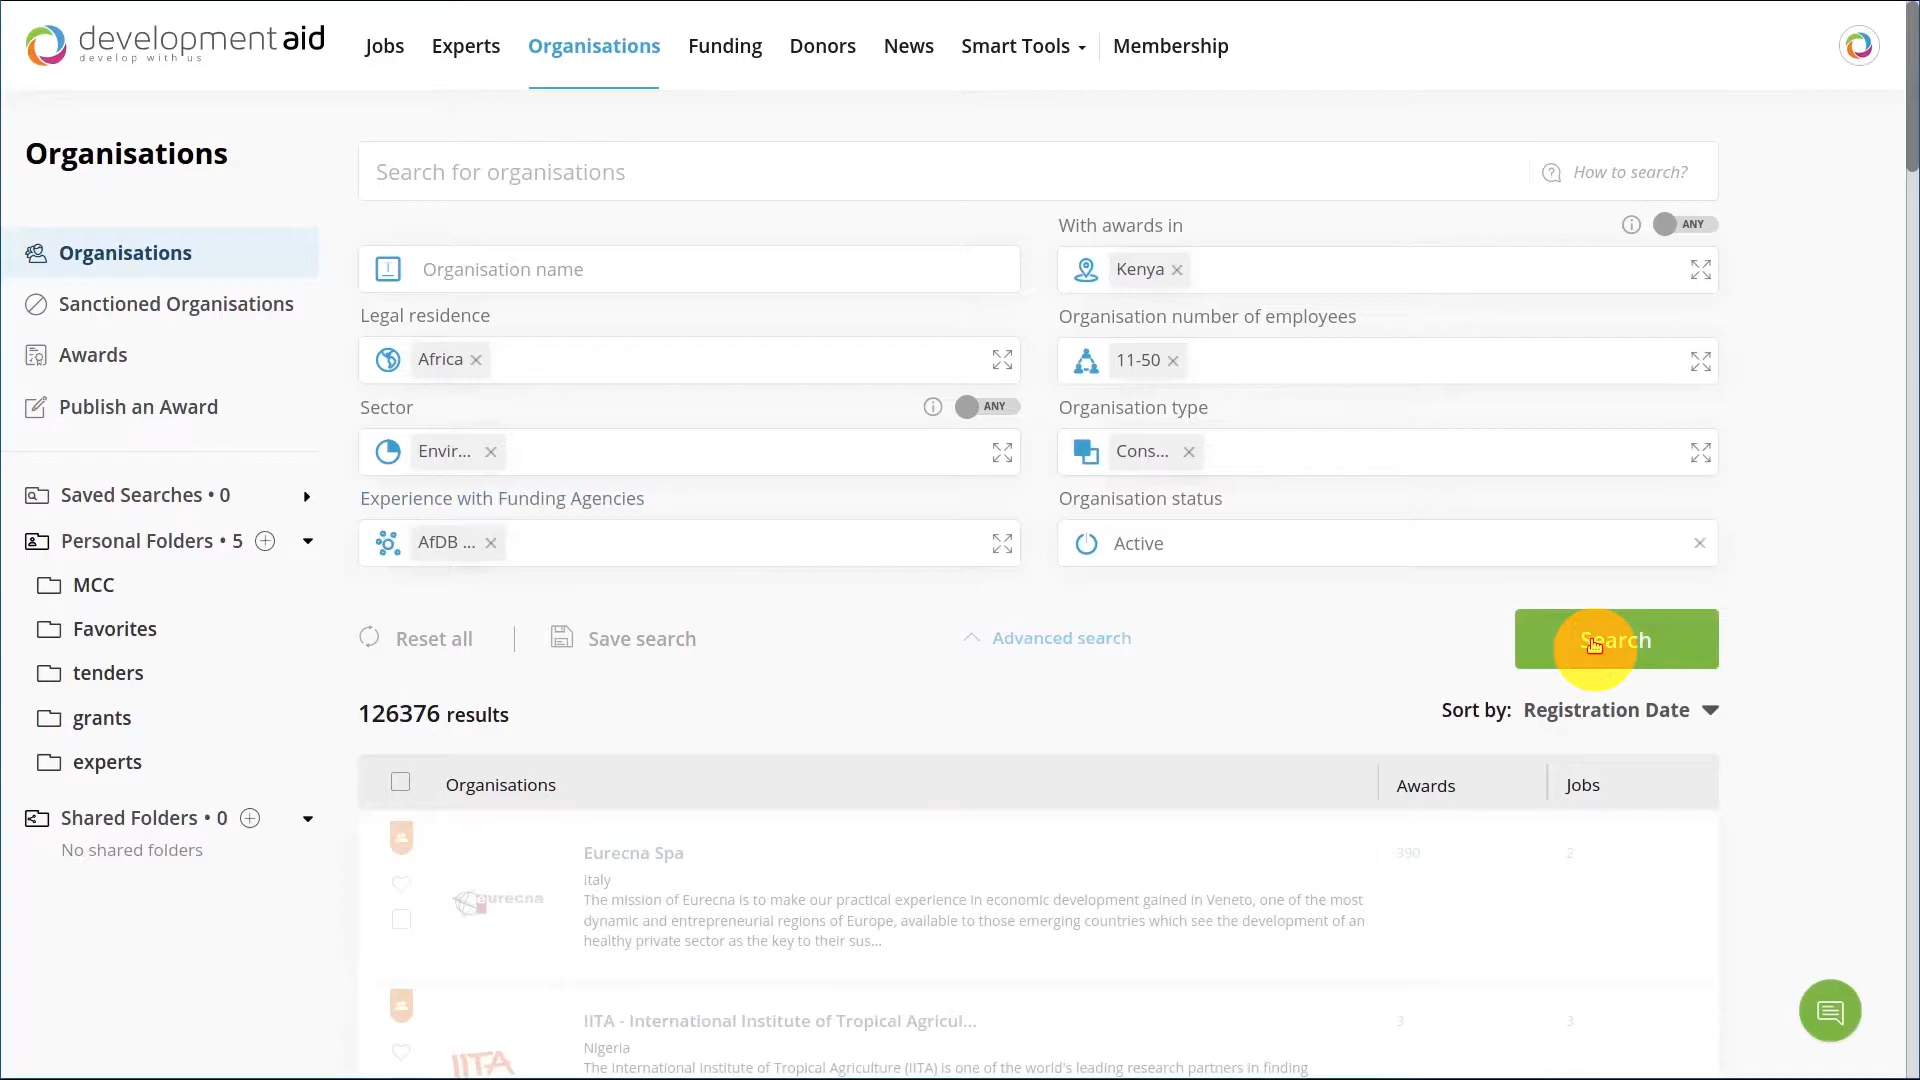 developmentaid
develop with us
Jobs
Experts
Organisations
Funding
Donors
News
Smart Tools
Membership
Organisations
Organisations
Sanctioned Organisations
Awards
Publish an Award
Saved Searches • 0
Personal Folders • 5
MCC
Favorites
tenders
grants
experts
Shared Folders • 0
No shared folders
Search for organisations
How to search?
Organisation name
With awards in
ANY
Kenya
Legal residence
Africa
Organisation number of employees
11-50
Sector
ANY
Envir...
Organisation type
Cons...
Experience with Funding Agencies
AfDB ...
Organisation status
Active
Reset all
Save search
Advanced search
Search
126376 results
Sort by: Registration Date
Organisations
Awards
Jobs
eurecna
Eurecna Spa
390
2
Italy
The mission of Eurecna is to make our practical experience in economic development gained in Veneto, one of the most
dynamic and entrepreneurial regions of Europe, available to those emerging countries which see the development of an
healthy private sector as the key to their sus...
IITA
IITA - International Institute of Tropical Agricul...
3
3
Nigeria
The International Institute of Tropical Agriculture (IITA) is one of the world's leading research partners in finding